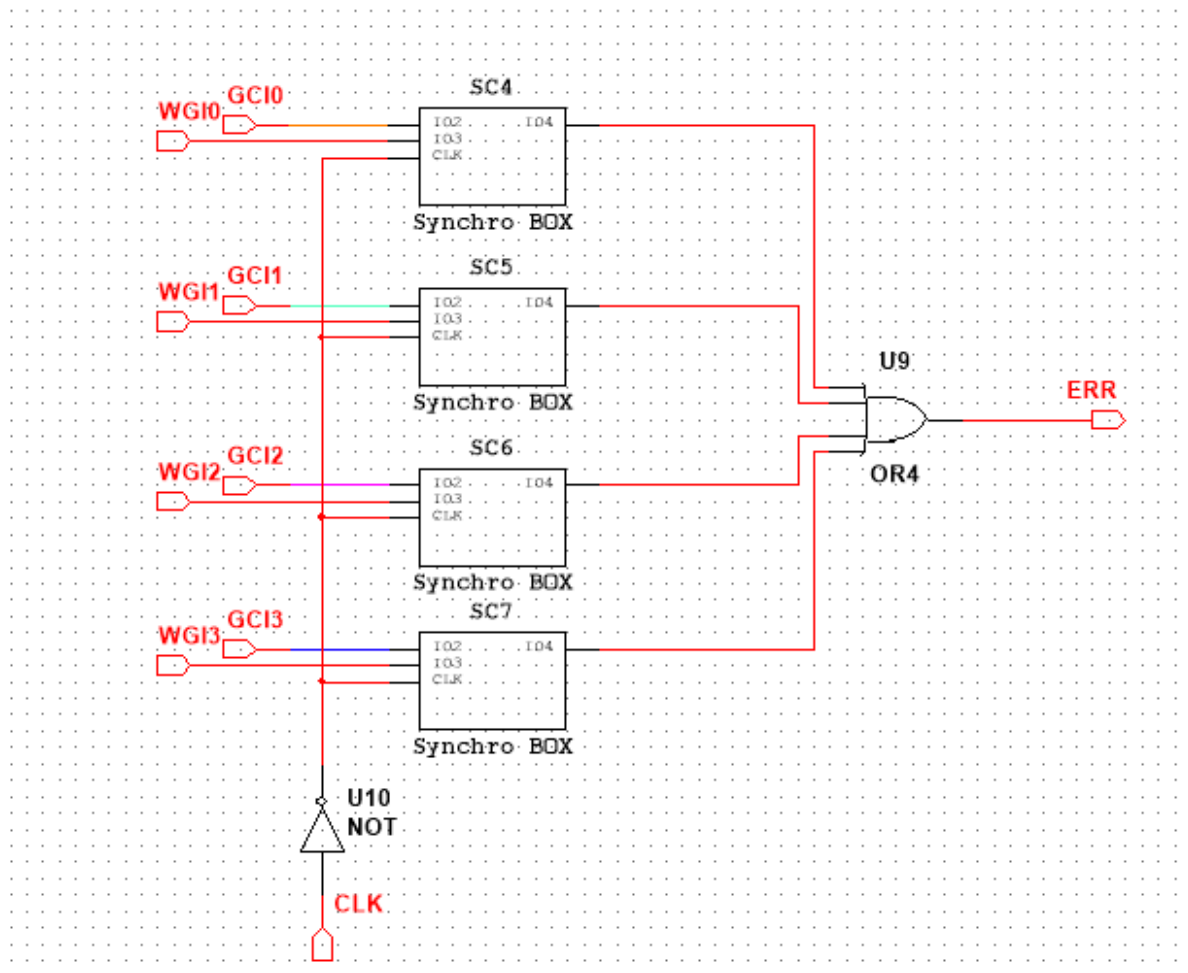 SC4
GCI0
WGI0
IO2 IO4
IO3
CLK
Synchro BOX
SC5
GCI1
WGI1
IO2 IO4
IO3
CLK
Synchro BOX
U9
ERR
OR4
SC6
GCI2
WGI2
IO2 IO4
IO3
CLK
Synchro BOX
SC7
GCI3
WGI3
IO2 IO4
IO3
CLK
Synchro BOX
U10
NOT
CLK